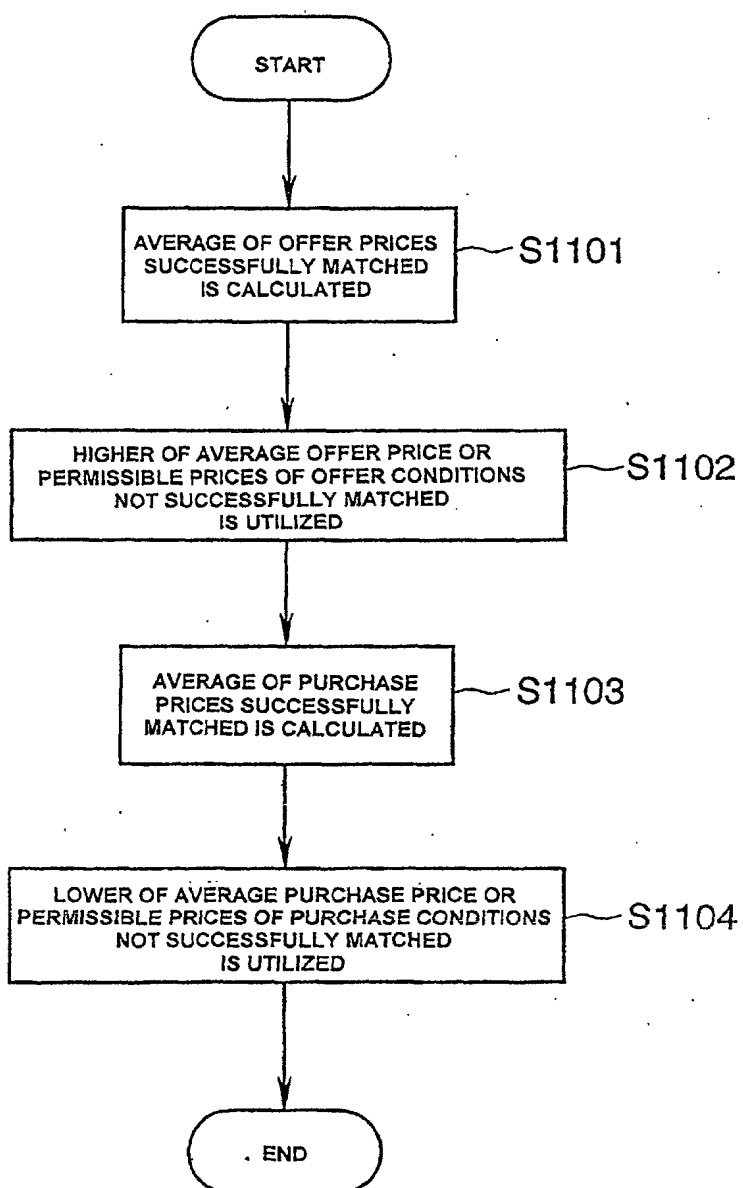 START
AVERAGE OF OFFER PRICES
SUCCESSFULLY MATCHED
IS CALCULATED
S1101
HIGHER OF AVERAGE OFFER PRICE OR
PERMISSIBLE PRICES OF OFFER CONDITIONS
NOT SUCCESSFULLY MATCHED
IS UTILIZED
S1102
AVERAGE OF PURCHASE
PRICES SUCCESSFULLY
MATCHED IS CALCULATED
S1103
LOWER OF AVERAGE PURCHASE PRICE OR
PERMISSIBLE PRICES OF PURCHASE CONDITIONS
NOT SUCCESSFULLY MATCHED
IS UTILIZED
S1104
END